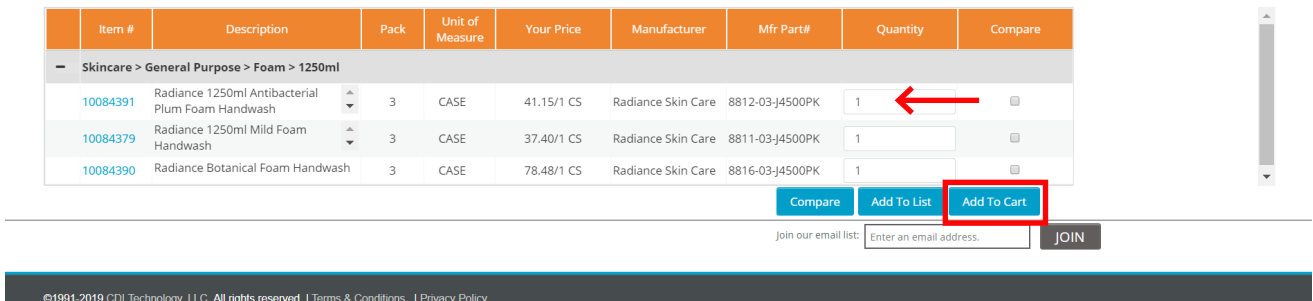 Item # Description Pack Unit of Measure Your Price Manufacturer Mfr Part# Quantity Compare
Skincare > General Purpose > Foam > 1250ml
10084391 Radiance 1250ml Antibacterial Plum Foam Handwash 3 CASE 41.15/1 CS Radiance Skin Care 8812-03-J4500PK 1
10084379 Radiance 1250ml Mild Foam Handwash 3 CASE 37.40/1 CS Radiance Skin Care 8811-03-J4500PK 1
10084390 Radiance Botanical Foam Handwash 3 CASE 78.48/1 CS Radiance Skin Care 8816-03-J4500PK 1
Compare Add To List Add To Cart
Join our email list: Enter an email address. JOIN
©1991-2019 CDI Technology, LLC. All rights reserved. | Terms & Conditions | Privacy Policy